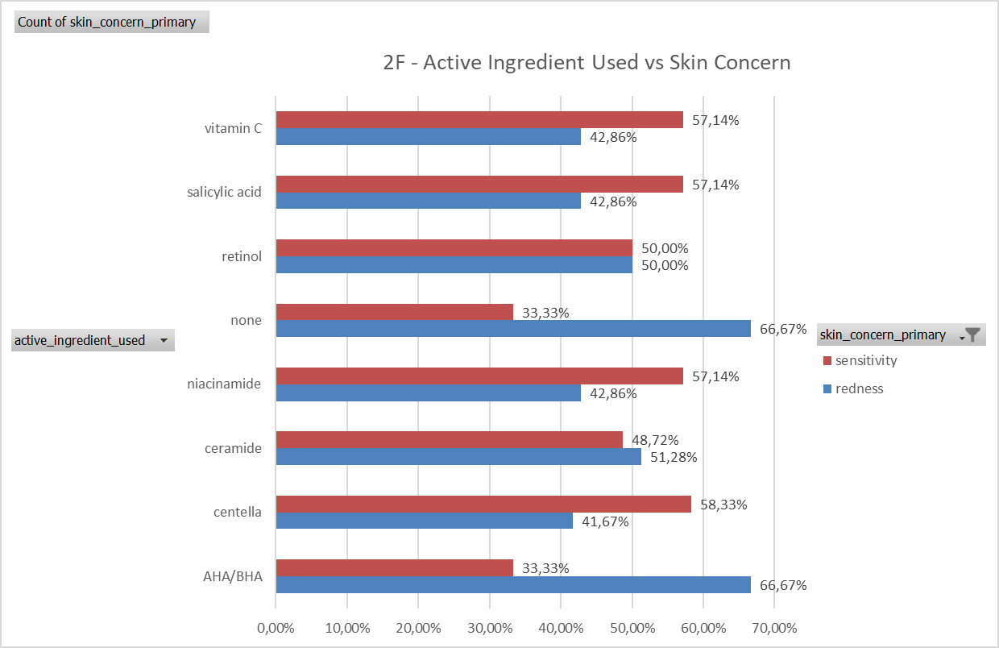 Count of skin_concern_primary
2F - Active Ingredient Used vs Skin Concern
vitamin C
57,14%
42,86%
salicylic acid
57,14%
42,86%
retinol
50,00%
50,00%
none
33,33%
66,67%
active_ingredient_used
skin_concern_primary
sensitivity
redness
niacinamide
57,14%
42,86%
ceramide
48,72%
51,28%
centella
58,33%
41,67%
AHA/BHA
33,33%
66,67%
0,00% 10,00% 20,00% 30,00% 40,00% 50,00% 60,00% 70,00%